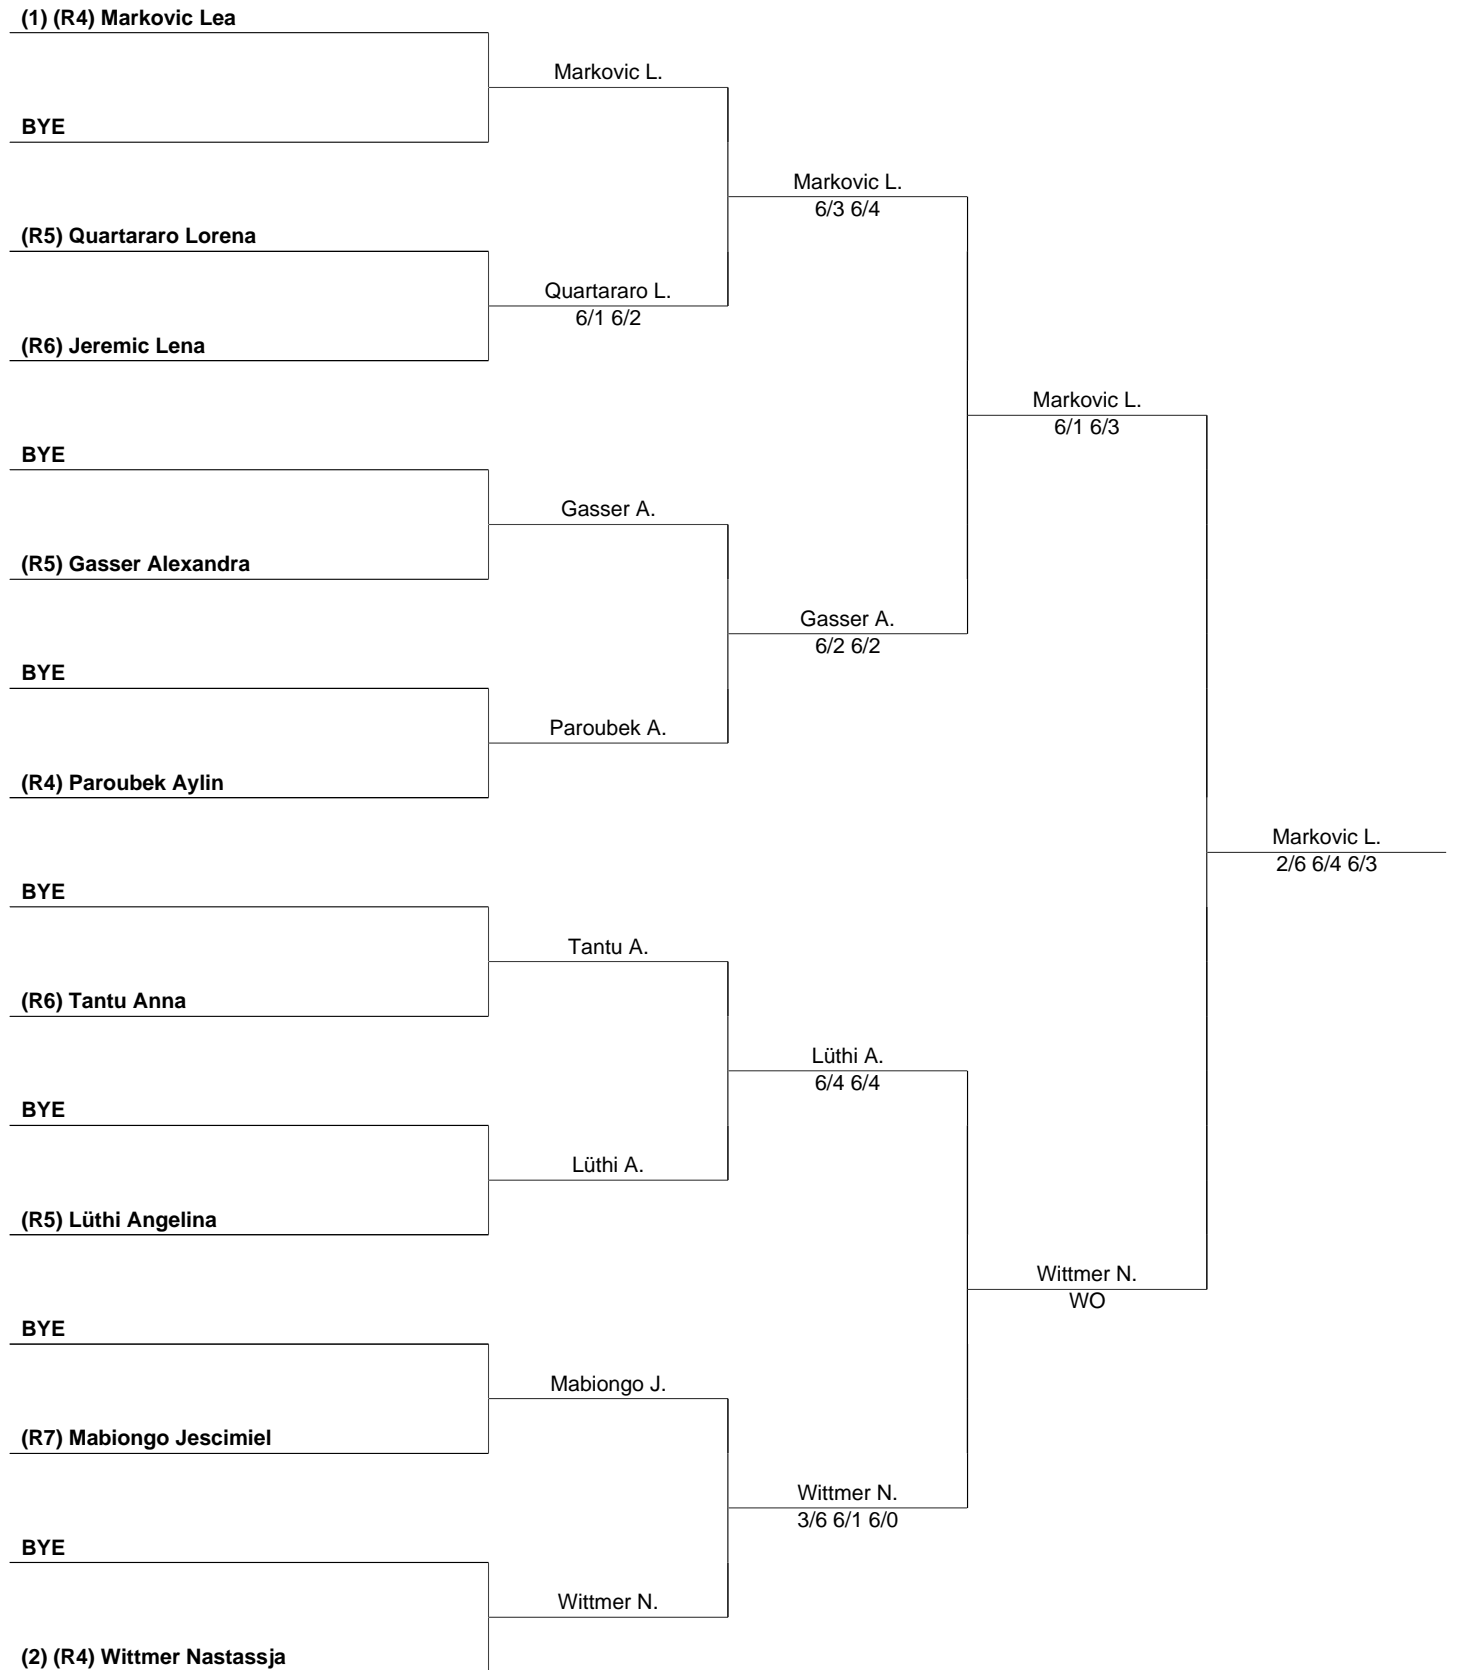 (1) (R4) Markovic Lea
BYE
(R5) Quartararo Lorena
(R6) Jeremic Lena
BYE
(R5) Gasser Alexandra
BYE
(R4) Paroubek Aylin
BYE
(R6) Tantu Anna
BYE
(R5) Lüthi Angelina
BYE
(R7) Mabiongo Jescimiel
BYE
(2) (R4) Wittmer Nastassja
Markovic L.
Quartararo L.
6/1 6/2
Gasser A.
Paroubek A.
Tantu A.
Lüthi A.
Mabiongo J.
Wittmer N.
Markovic L.
6/3 6/4
Gasser A.
6/2 6/2
Lüthi A.
6/4 6/4
Wittmer N.
3/6 6/1 6/0
Markovic L.
6/1 6/3
Wittmer N.
WO
Markovic L.
2/6 6/4 6/3